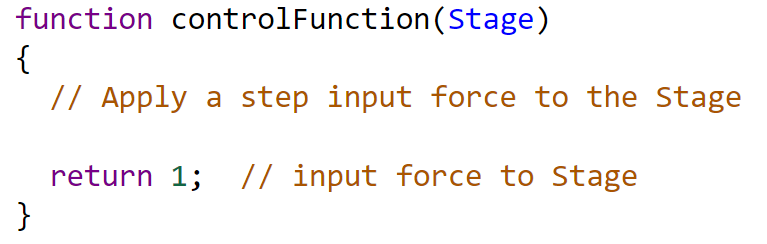 function controlFunction(Stage)
{
  // Apply a step input force to the Stage

  return 1;  // input force to Stage
}